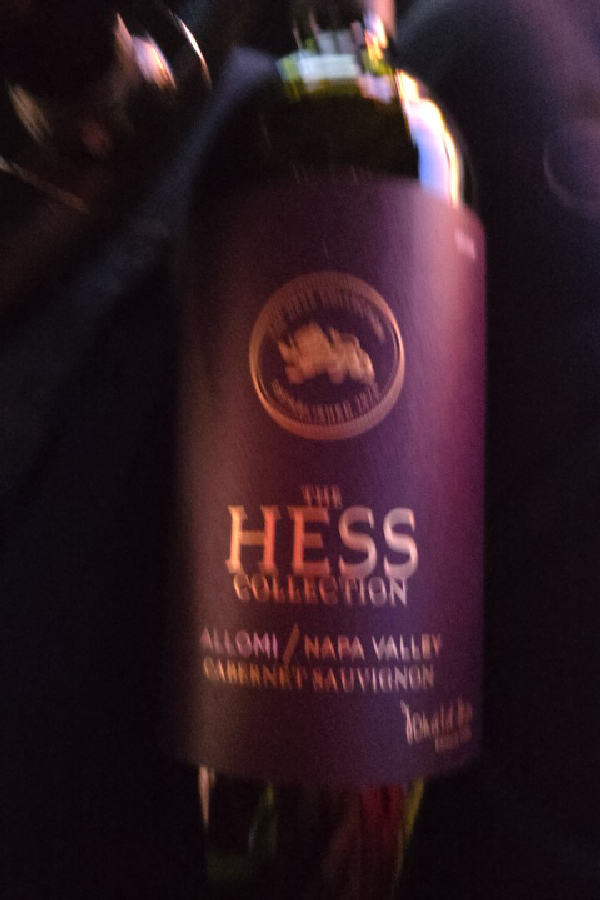 THE
HESS
COLLECTION
ALLOMI / NAPA VALLEY
CABERNET SAUVIGNON